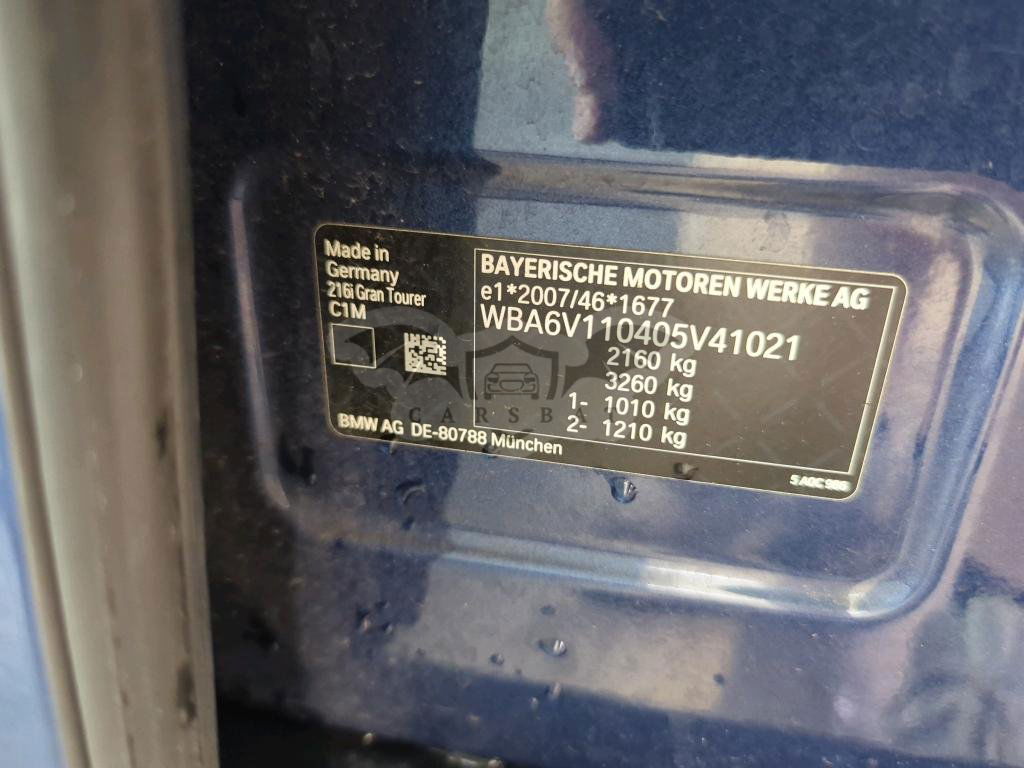 Made in
Germany
216i Gran Tourer
C1M
BMW AG DE-80788 München
BAYERISCHE MOTOREN WERKE AG
e1*2007/46*1677
WBA6V110405V41021
2160 kg
3260 kg
1- 1010 kg
2- 1210 kg
CARSBA